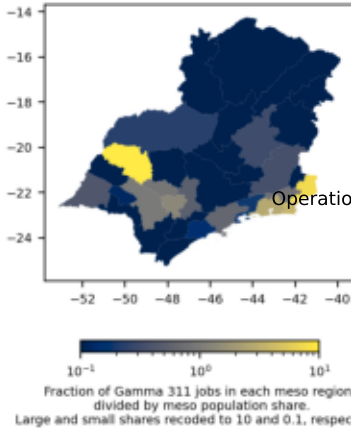 −14
−16
−18
−20
−22
−24
Operatio
−52 −50 −48 −46 −44 −42 −40
10⁻¹ 10⁰ 10¹
Fraction of Gamma 311 jobs in each meso region
divided by meso population share.
Large and small shares recoded to 10 and 0.1, respec